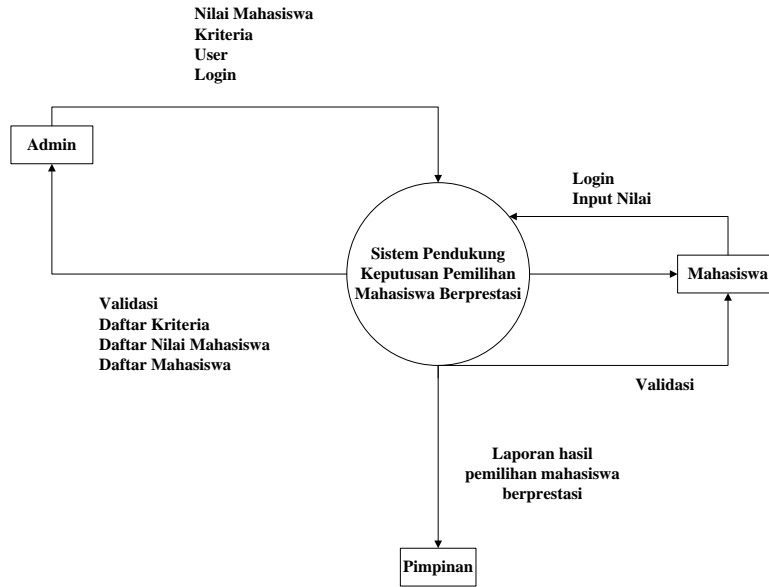 Nilai Mahasiswa
Kriteria
User
Login
Admin
Login
Input Nilai
Sistem Pendukung
Keputusan Pemilihan
Mahasiswa Berprestasi
Mahasiswa
Validasi
Daftar Kriteria
Daftar Nilai Mahasiswa
Daftar Mahasiswa
Validasi
Laporan hasil
pemilihan mahasiswa
berprestasi
Pimpinan